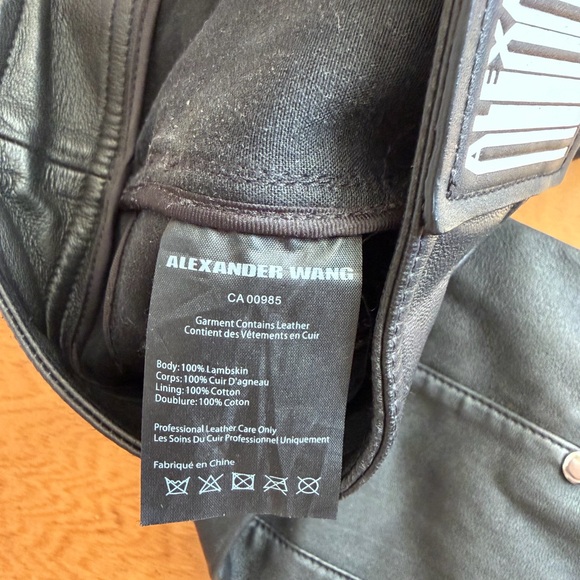 ALEX
ALEXANDER WANG
CA 00985
Garment Contains Leather
Contient des Vêtements en Cuir
Body: 100% Lambskin
Corps: 100% Cuir D'agneau
Lining: 100% Cotton
Doublure: 100% Coton
Professional Leather Care Only
Les Soins Du Cuir Professionnel Uniquement
Fabriqué en Chine